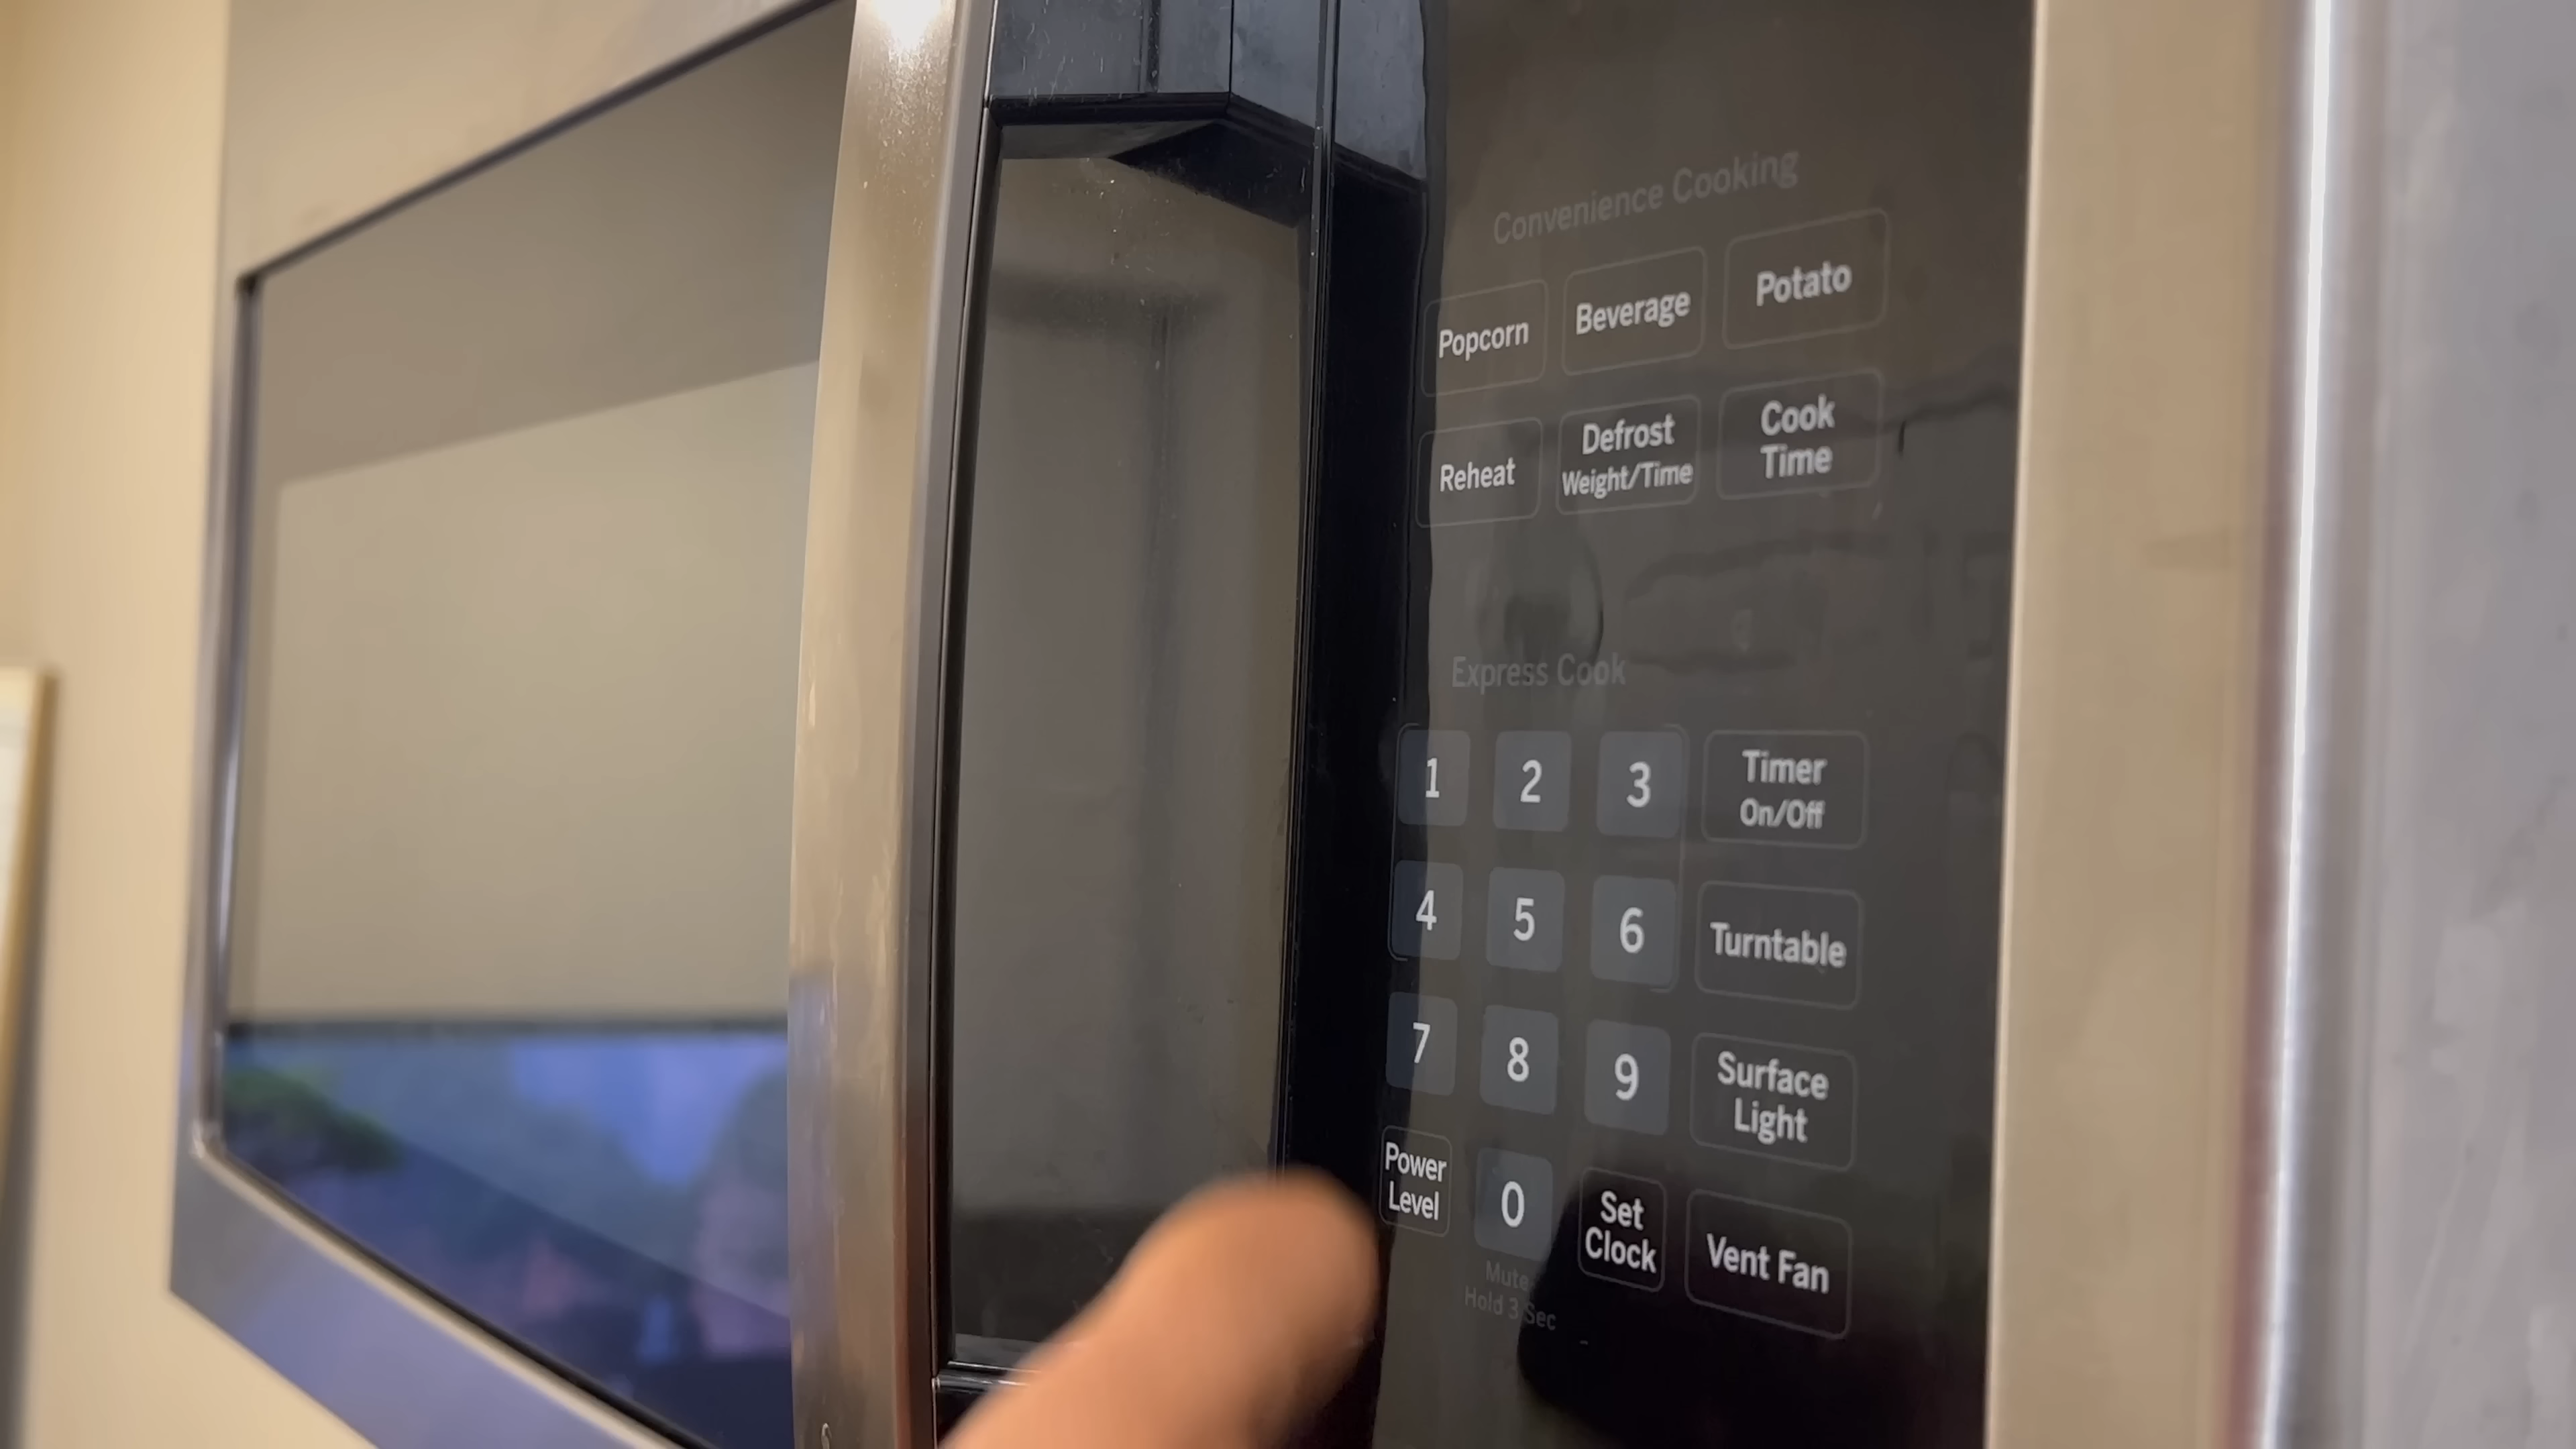 Convenience Cooking
Popcorn
Beverage
Potato
Reheat
Defrost
Weight/Time
Cook
Time
Express Cook
1
2
3
Timer
On/Off
4
5
6
Turntable
7
8
9
Surface
Light
Power
Level
0
Set
Clock
Vent Fan
Mute
Hold 3 Sec